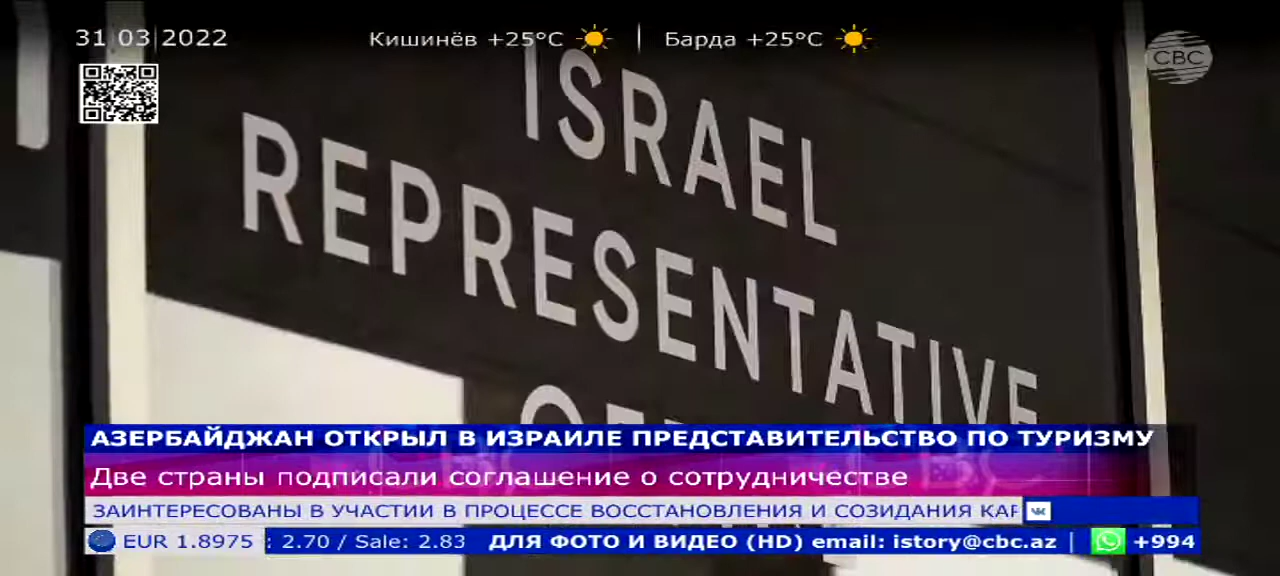 31 03 2022
Кишинёв +25°C
Барда +25°C
CBC
ISRAEL
REPRESENTATIVE
АЗЕРБАЙДЖАН ОТКРЫЛ В ИЗРАИЛЕ ПРЕДСТАВИТЕЛЬСТВО ПО ТУРИЗМУ
Две страны подписали соглашение о сотрудничестве
ЗАИНТЕРЕСОВАНЫ В УЧАСТИИ В ПРОЦЕССЕ ВОССТАНОВЛЕНИЯ И СОЗИДАНИЯ
EUR 1.8975 : 2.70 / Sale: 2.83 ДЛЯ ФОТО И ВИДЕО (HD) email: istory@cbc.az | +994